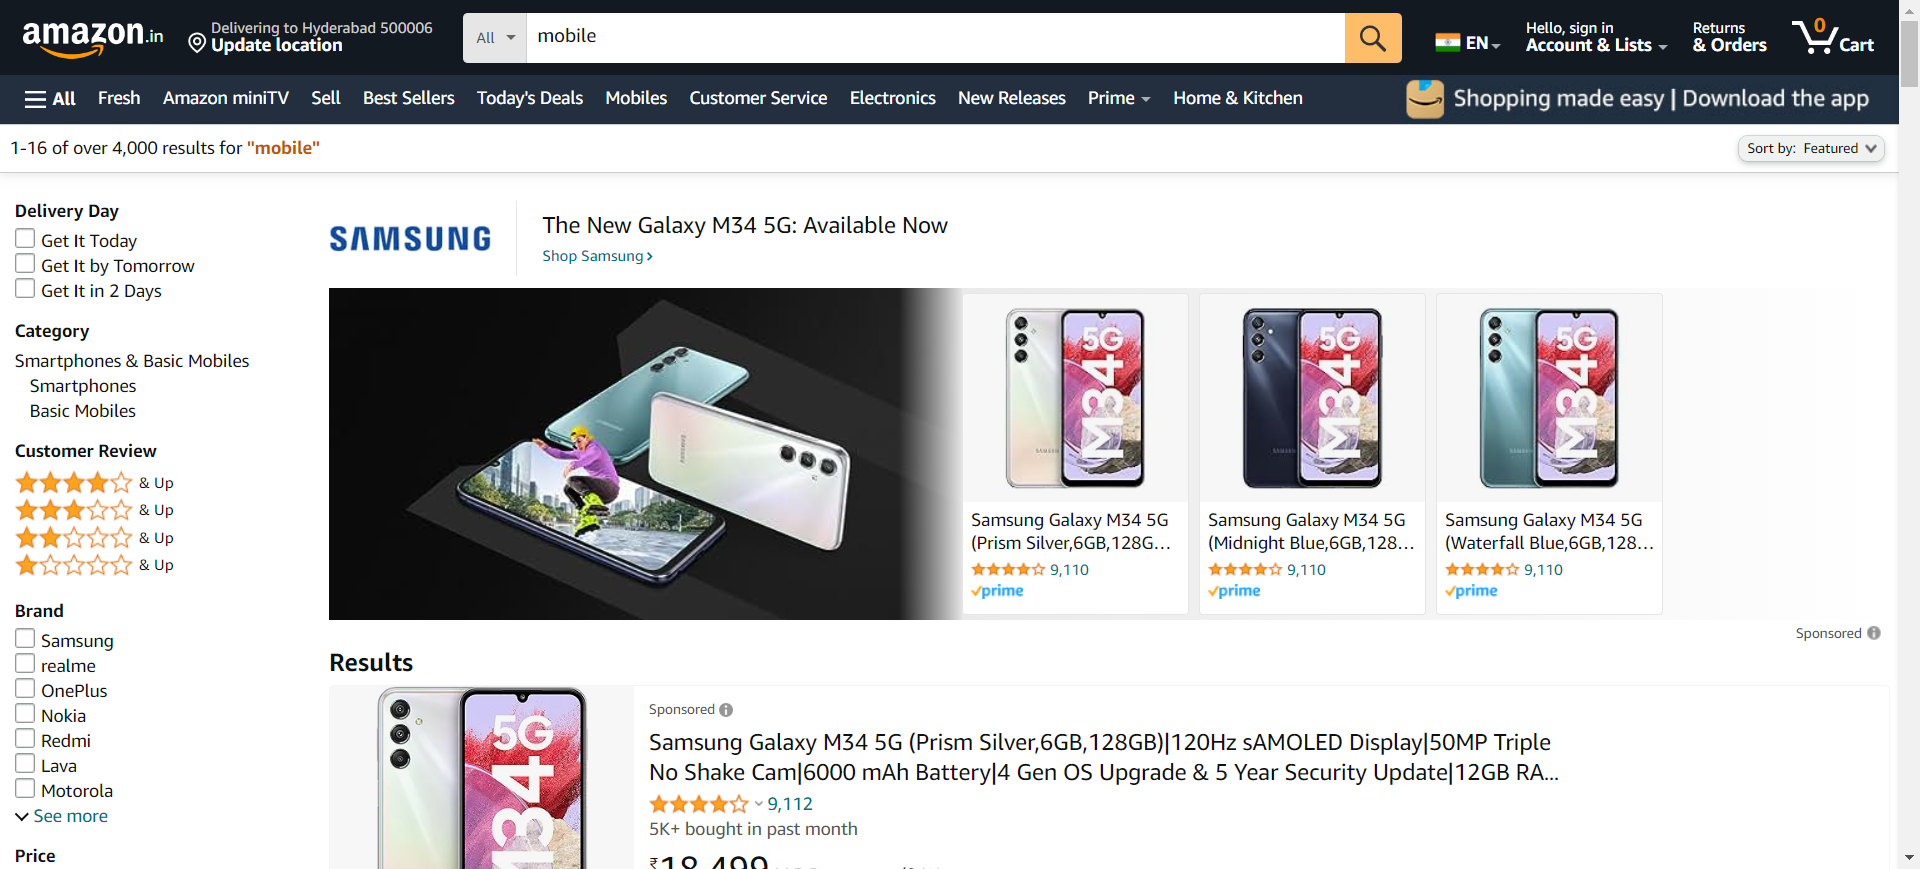 amazon.in
Delivering to Hyderabad 500006
Update location
All
mobile
EN
Hello, sign in
Account & Lists
Returns
& Orders
0
Cart
All
Fresh
Amazon miniTV
Sell
Best Sellers
Today's Deals
Mobiles
Customer Service
Electronics
New Releases
Prime
Home & Kitchen
Shopping made easy | Download the app
1-16 of over 4,000 results for "mobile"
Sort by: Featured
Delivery Day
Get It Today
Get It by Tomorrow
Get It in 2 Days
Category
Smartphones & Basic Mobiles
Smartphones
Basic Mobiles
Customer Review
& Up
& Up
& Up
& Up
Brand
Samsung
realme
OnePlus
Nokia
Redmi
Lava
Motorola
See more
Price
SAMSUNG
The New Galaxy M34 5G: Available Now
Shop Samsung
SAMSUNG
5G
M34
SAMSUNG
5G
M34
SAMSUNG
5G
M34
Samsung Galaxy M34 5G
(Prism Silver,6GB,128G...
9,110
prime
Samsung Galaxy M34 5G
(Midnight Blue,6GB,128...
9,110
prime
Samsung Galaxy M34 5G
(Waterfall Blue,6GB,128...
9,110
prime
Sponsored
Results
5G
M34
Sponsored
Samsung Galaxy M34 5G (Prism Silver,6GB,128GB)|120Hz sAMOLED Display|50MP Triple
No Shake Cam|6000 mAh Battery|4 Gen OS Upgrade & 5 Year Security Update|12GB RA...
9,112
5K+ bought in past month
₹18,499